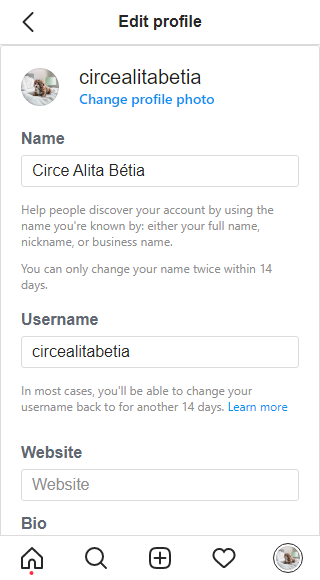 Edit profile
circealitabetia
Change profile photo
Name
Circe Alita Bétia
Help people discover your account by using the
name you're known by: either your full name,
nickname, or business name.
You can only change your name twice within 14
days.
Username
circealitabetia
In most cases, you'll be able to change your
username back to for another 14 days. Learn more
Website
Website
Bio